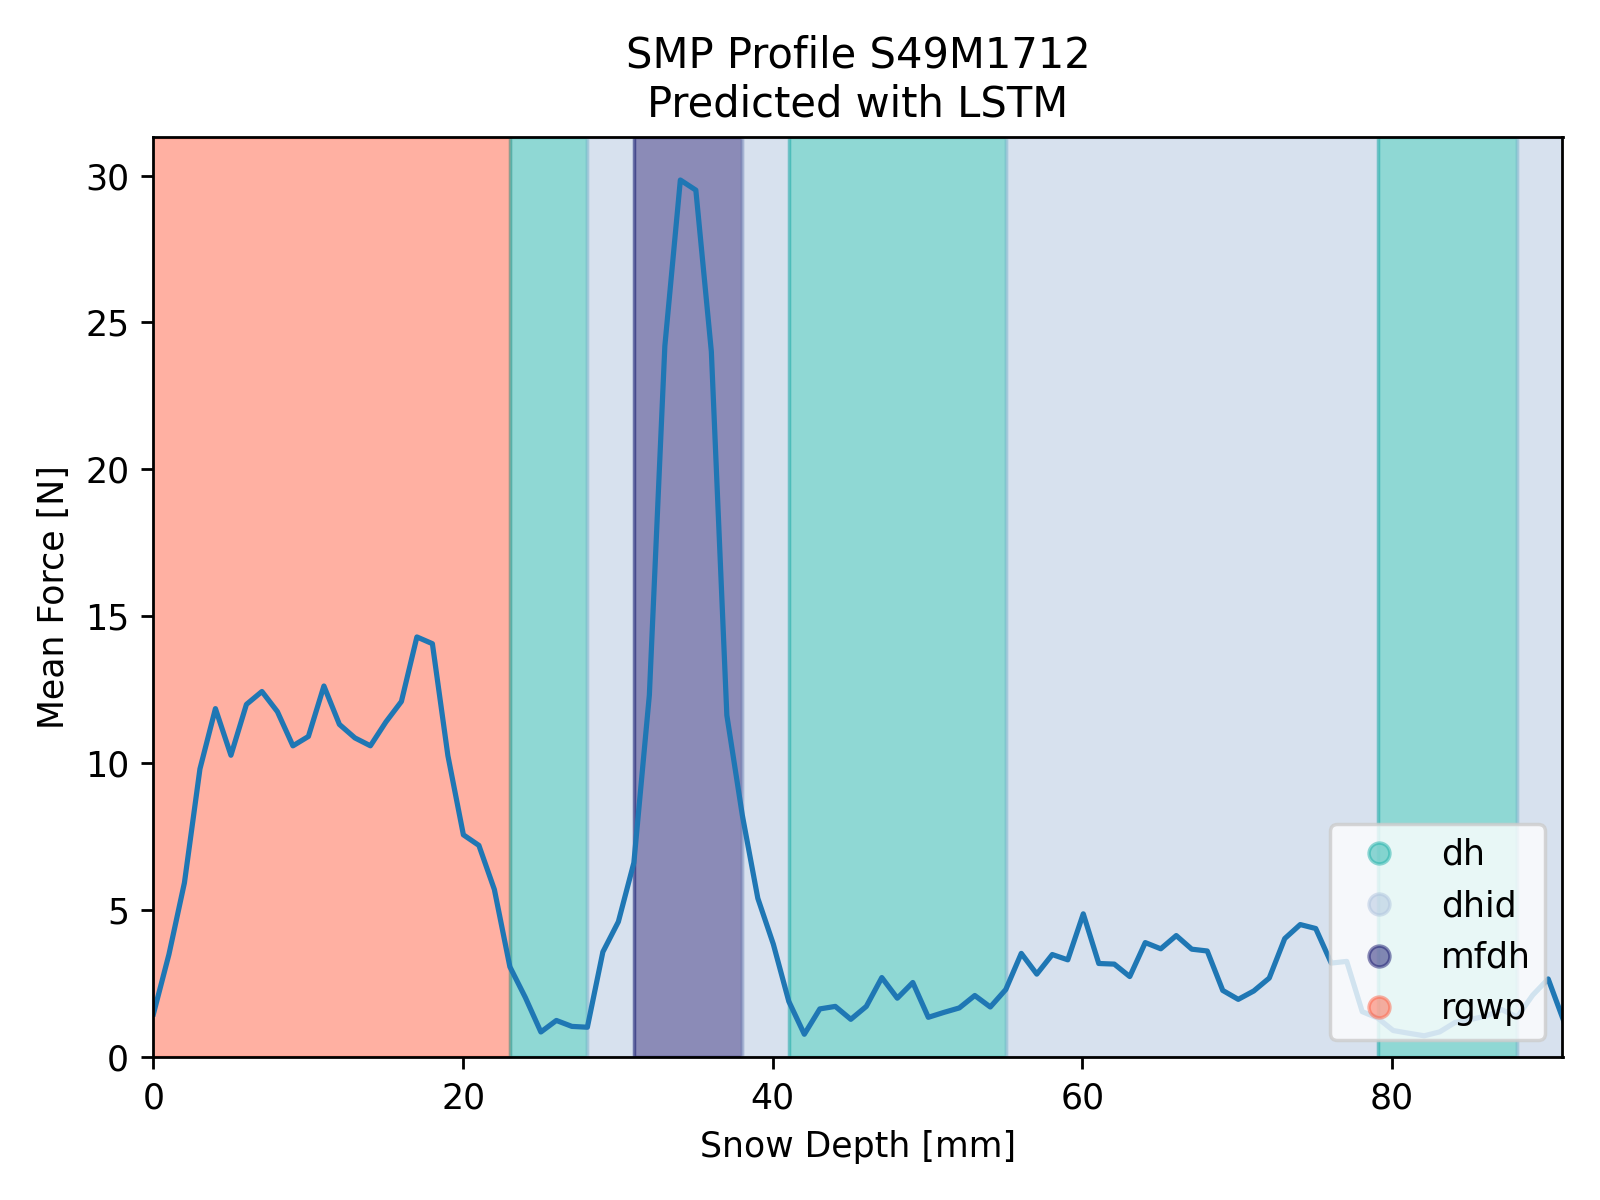 SMP Profile S49M1712
Predicted with LSTM
Mean Force [N]
30
25
20
15
10
5
0
0 20 40 60 80
Snow Depth [mm]
dh
dhid
mfdh
rgwp